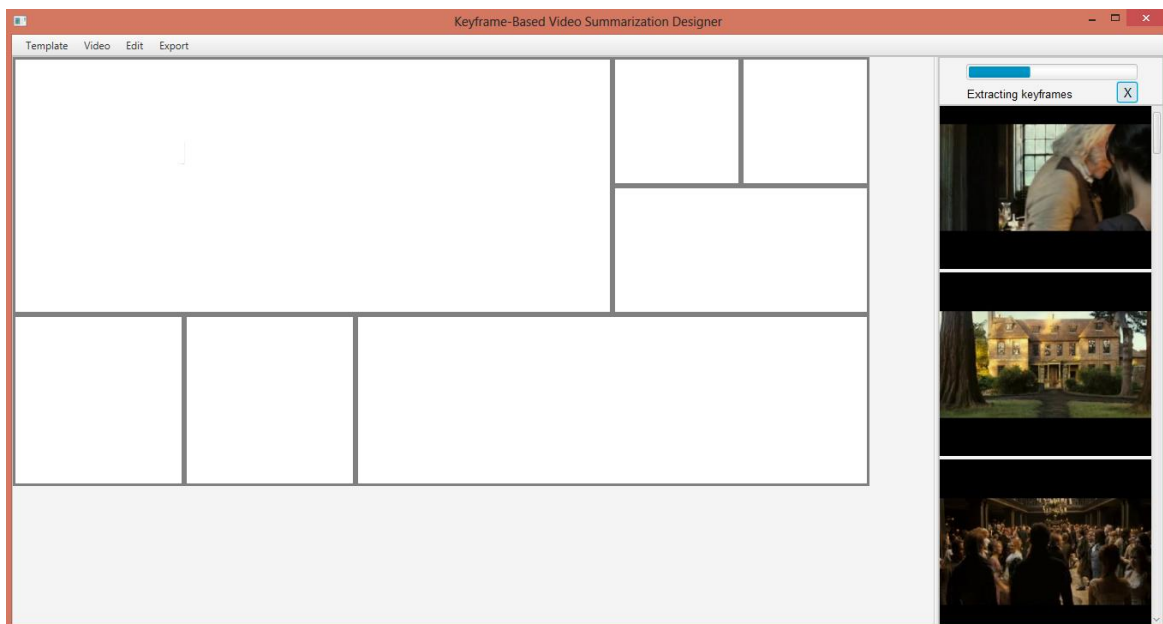 Keyframe-Based Video Summarization Designer
Template Video Edit Export
Extracting keyframes X